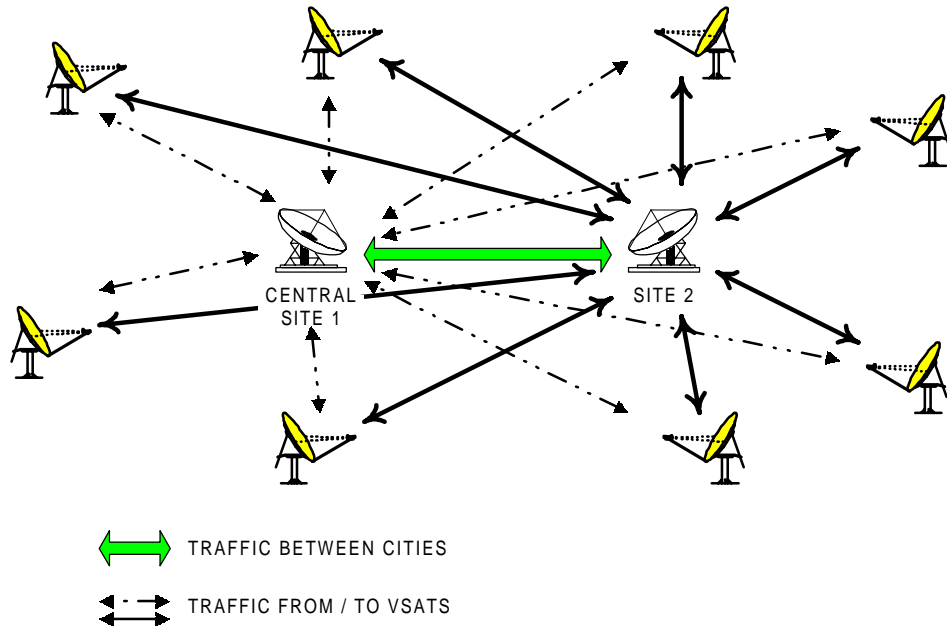 CENTRAL
SITE 1
SITE 2
TRAFFIC BETWEEN CITIES
TRAFFIC FROM / TO VSATS